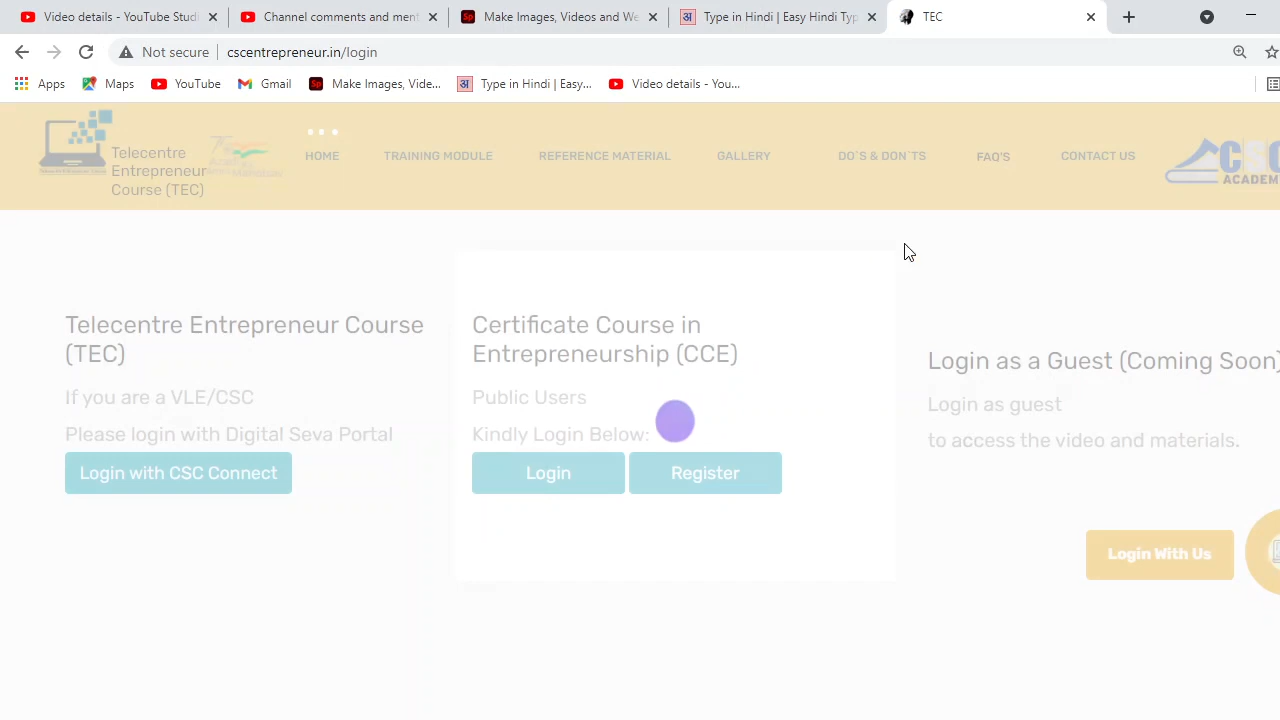 Video details - YouTube Studi
Channel comments and ment
Make Images, Videos and We
Type in Hindi | Easy Hindi Typ
TEC
Not secure
cscentrepreneur.in/login
Apps
Maps
YouTube
Gmail
Make Images, Vide...
Type in Hindi | Easy...
Video details - You...
Telecentre
Entrepreneur
Course (TEC)
HOME
TRAINING MODULE
REFERENCE MATERIAL
GALLERY
DO`S & DON`TS
FAQ'S
CONTACT US
CSC
ACADEM
Telecentre Entrepreneur Course
(TEC)
If you are a VLE/CSC
Please login with Digital Seva Portal
Login with CSC Connect
Certificate Course in
Entrepreneurship (CCE)
Public Users
Kindly Login Below:
Login
Register
Login as a Guest (Coming Soon)
Login as guest
to access the video and materials.
Login With Us